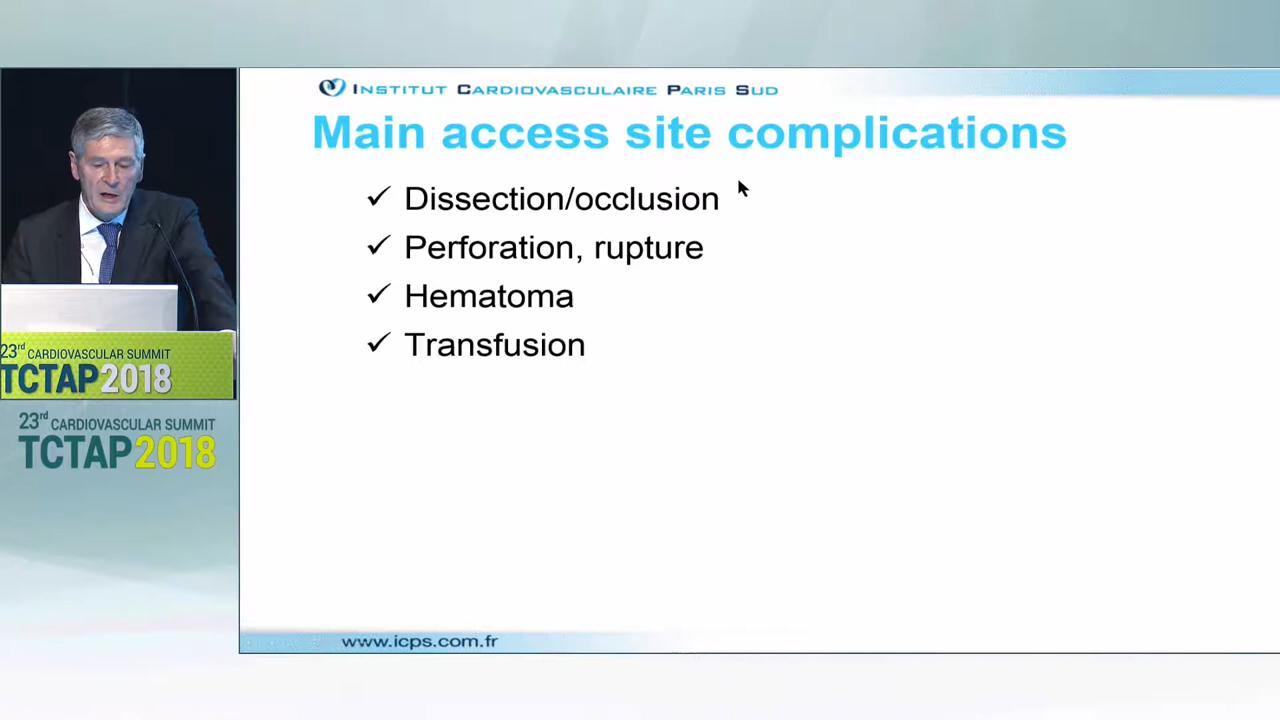 INSTITUT CARDIOVASCULAIRE PARIS SUD
Main access site complications
✓ Dissection/occlusion
✓ Perforation, rupture
✓ Hematoma
✓ Transfusion
www.icps.com.fr
23rd CARDIOVASCULAR SUMMIT
TCTAP2018
23rd CARDIOVASCULAR SUMMIT
TCTAP2018